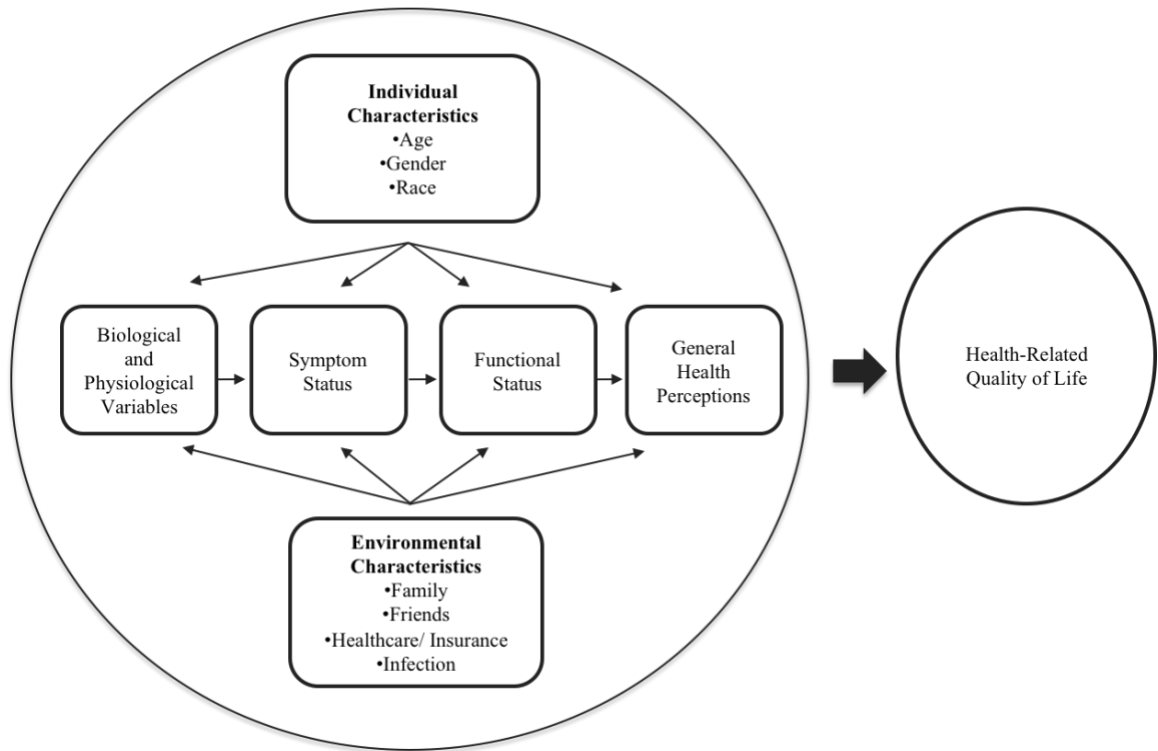 Individual
Characteristics
•Age
•Gender
•Race
Biological
and
Physiological
Variables
Symptom
Status
Functional
Status
General
Health
Perceptions
Health-Related
Quality of Life
Environmental
Characteristics
•Family
•Friends
•Healthcare/ Insurance
•Infection